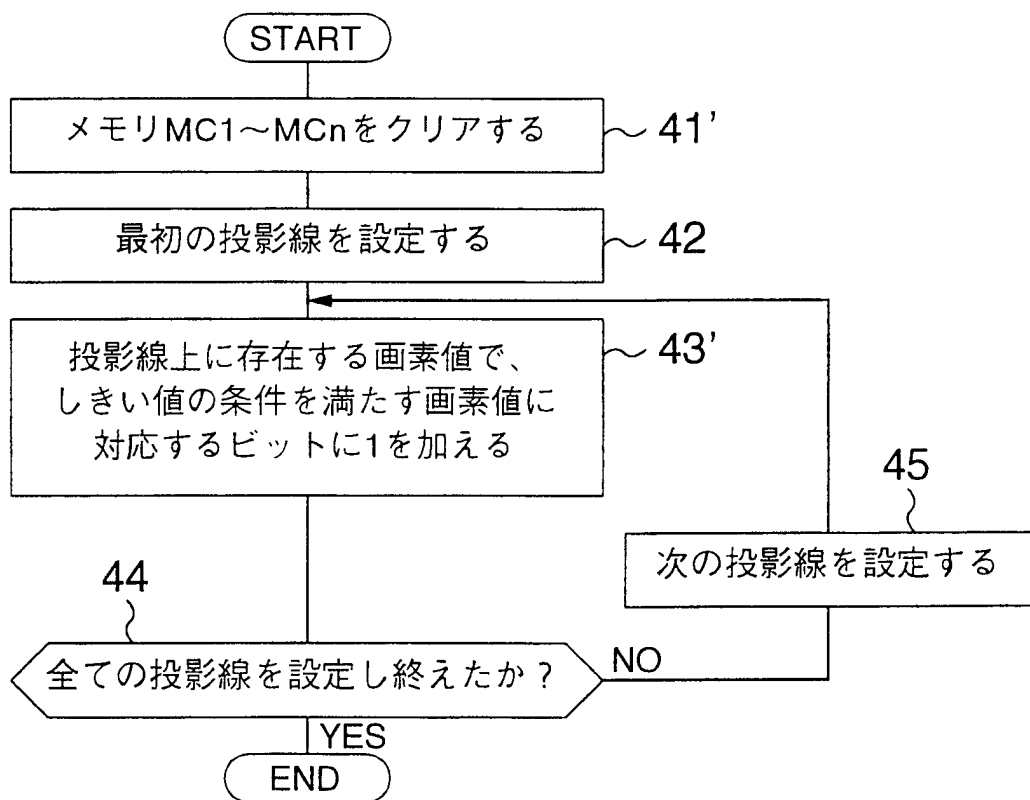 START
メモリMC1～MCnをクリアする
41'
最初の投影線を設定する
42
投影線上に存在する画素値で、
しきい値の条件を満たす画素値に
対応するビットに1を加える
43'
45
次の投影線を設定する
44
全ての投影線を設定し終えたか？
NO
YES
END